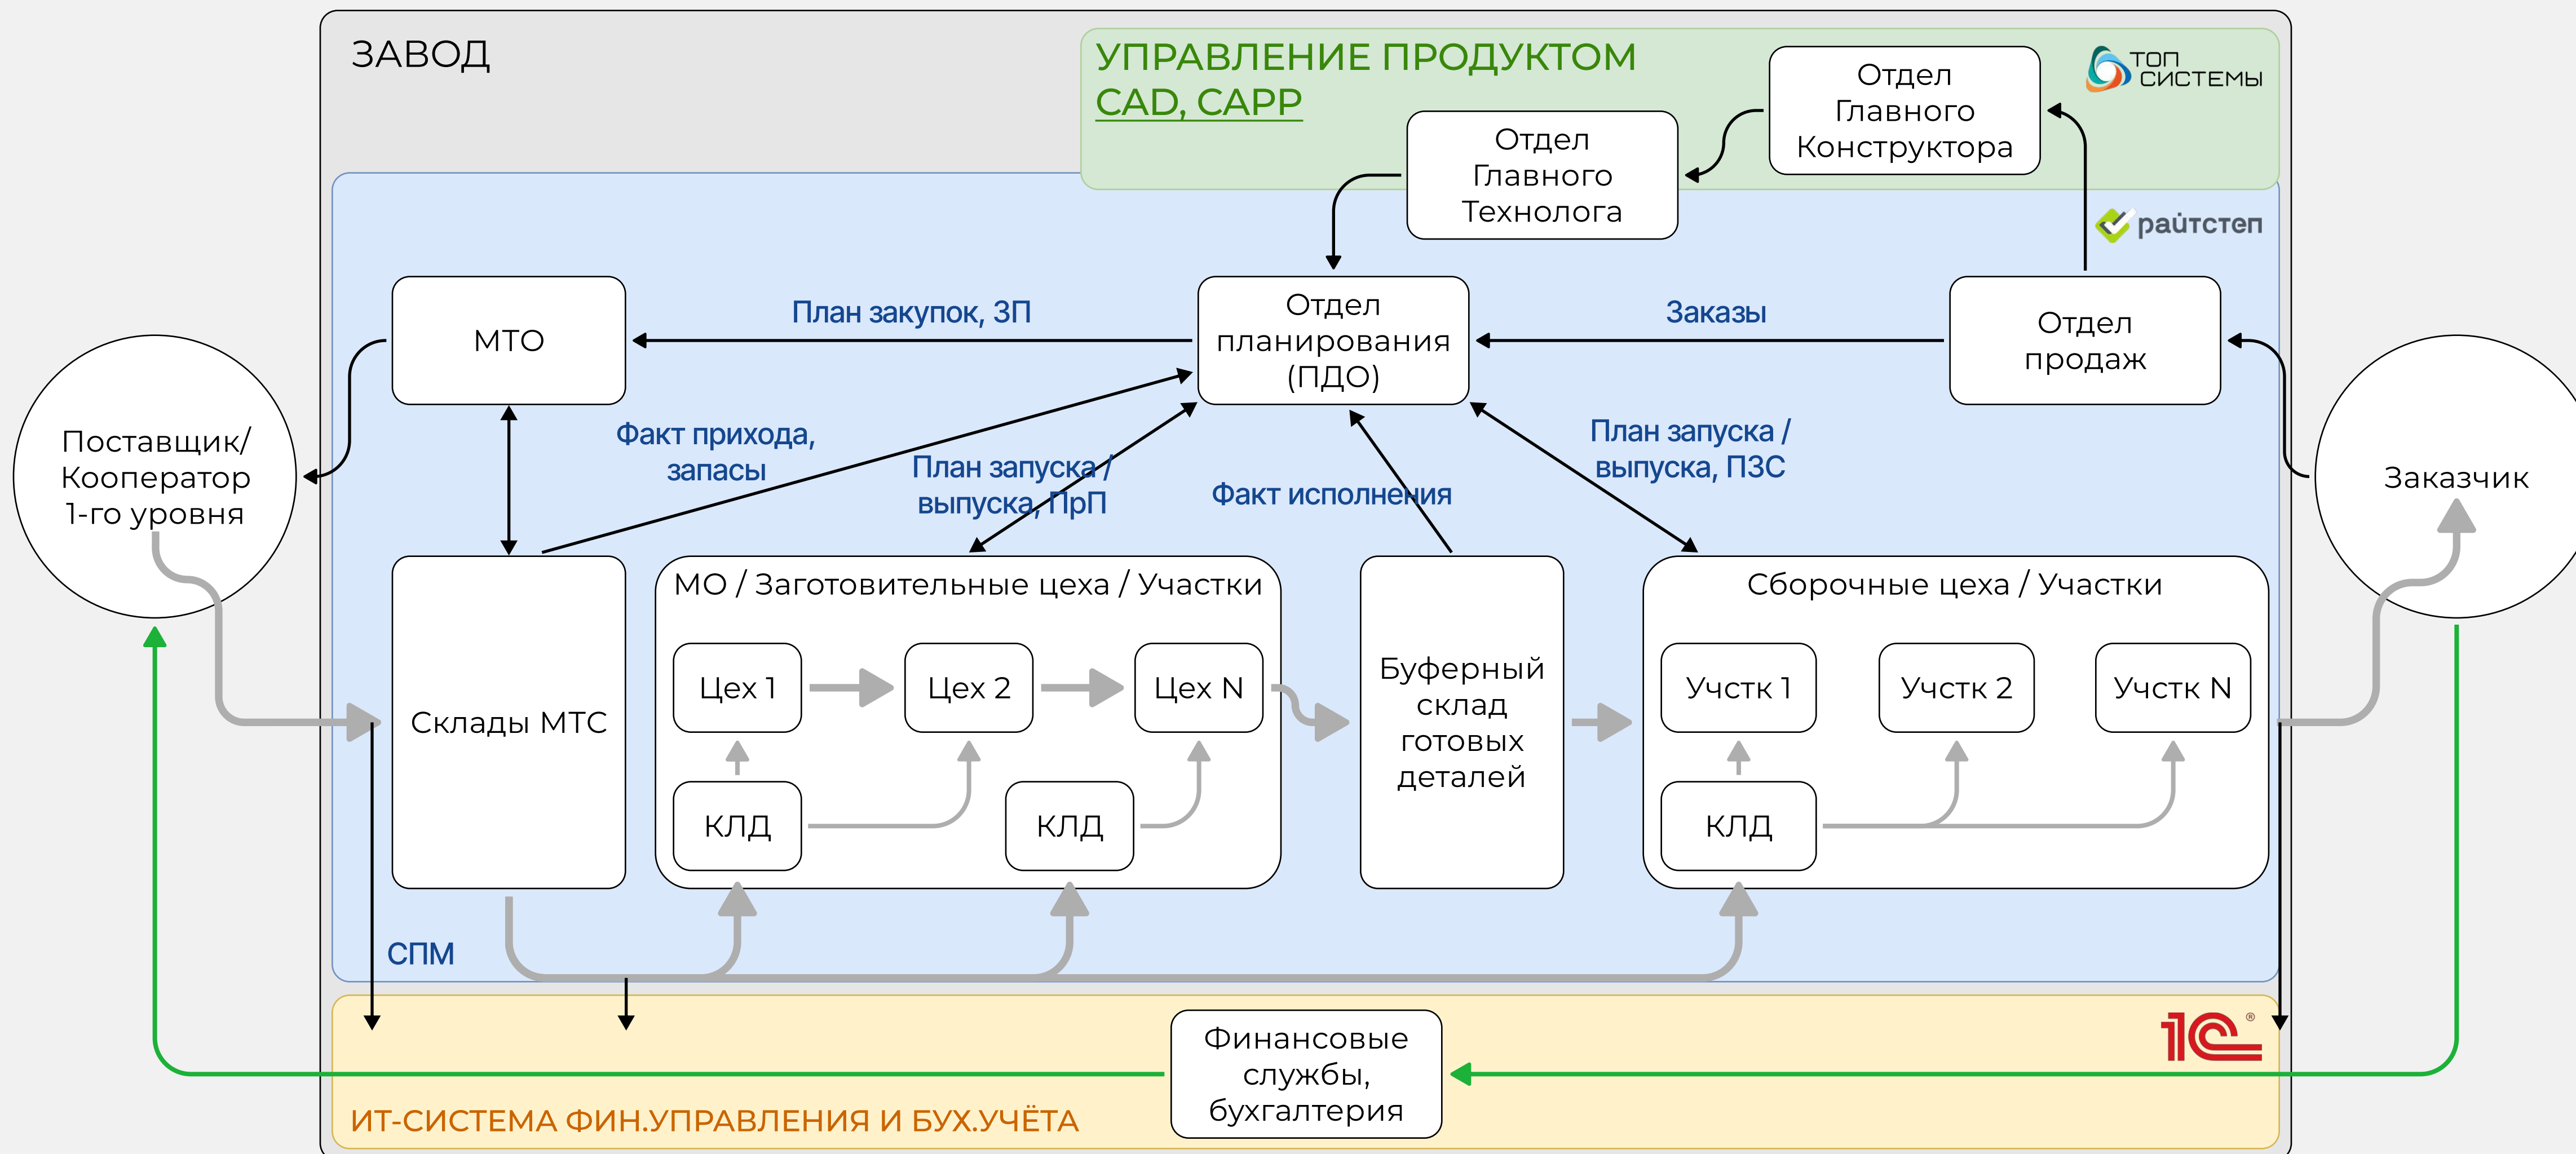 ЗАВОД
УПРАВЛЕНИЕ ПРОДУКТОМ
CAD, CAPP
Отдел
Главного
Конструктора
ТОП
СИСТЕМЫ
Отдел
Главного
Технолога
райтстеп
МТО
План закупок, ЗП
Отдел
планирования
(ПДО)
Заказы
Отдел
продаж
Поставщик/
Кооператор
1-го уровня
Факт прихода,
запасы
План запуска /
выпуска, ПрП
Факт исполнения
План запуска /
выпуска, ПЗС
Заказчик
Склады МТС
МО / Заготовительные цеха / Участки
Цех 1
Цех 2
Цех N
КЛД
КЛД
Буферный
склад
готовых
деталей
Сборочные цеха / Участки
Учстк 1
Учстк 2
Учстк N
КЛД
СПМ
Финансовые
службы,
бухгалтерия
1С®
ИТ-СИСТЕМА ФИН.УПРАВЛЕНИЯ И БУХ.УЧЁТА